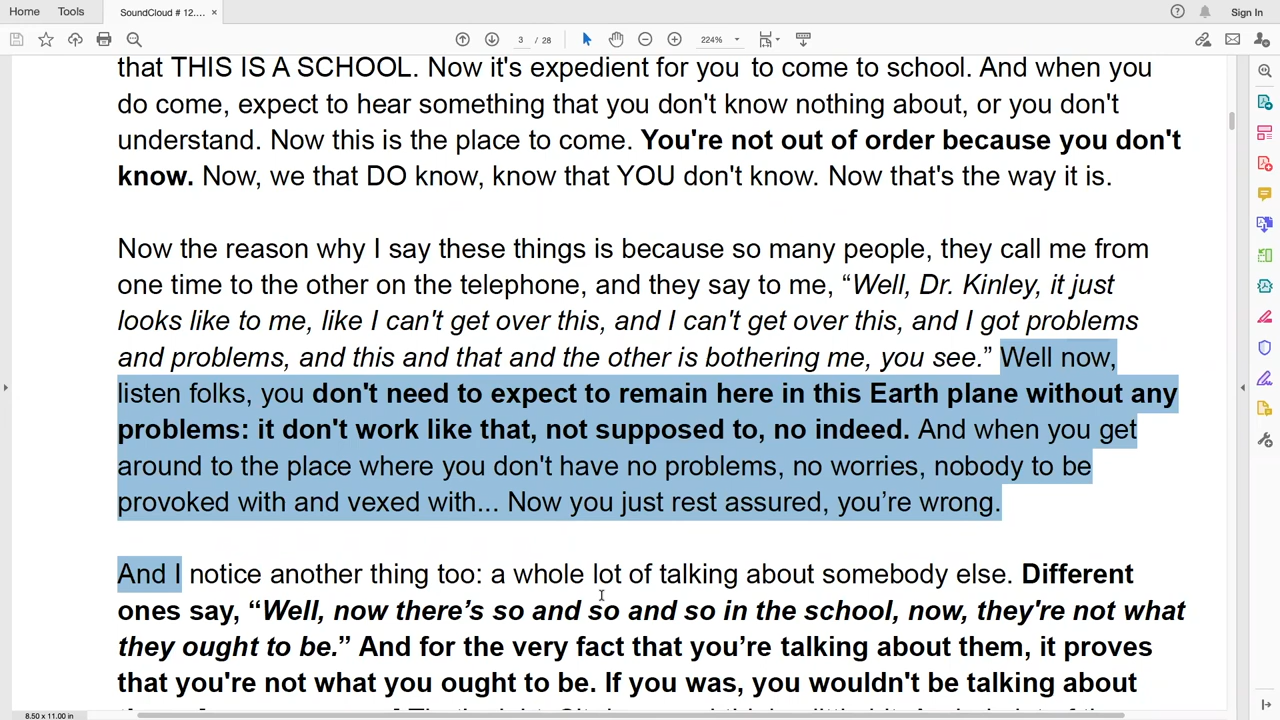 Home Tools SoundCloud # 12.... × Sign In
3 / 28 224%
that THIS IS A SCHOOL. Now it's expedient for you to come to school. And when you
do come, expect to hear something that you don't know nothing about, or you don't
understand. Now this is the place to come. You're not out of order because you don't
know. Now, we that DO know, know that YOU don't know. Now that's the way it is.
Now the reason why I say these things is because so many people, they call me from
one time to the other on the telephone, and they say to me, “Well, Dr. Kinley, it just
looks like to me, like I can't get over this, and I can't get over this, and I got problems
and problems, and this and that and the other is bothering me, you see.” Well now,
listen folks, you don't need to expect to remain here in this Earth plane without any
problems: it don't work like that, not supposed to, no indeed. And when you get
around to the place where you don't have no problems, no worries, nobody to be
provoked with and vexed with... Now you just rest assured, you’re wrong.
And I notice another thing too: a whole lot of talking about somebody else. Different
ones say, “Well, now there’s so and so and so in the school, now, they're not what
they ought to be.” And for the very fact that you’re talking about them, it proves
that you're not what you ought to be. If you was, you wouldn't be talking about
8.50 x 11.00 in